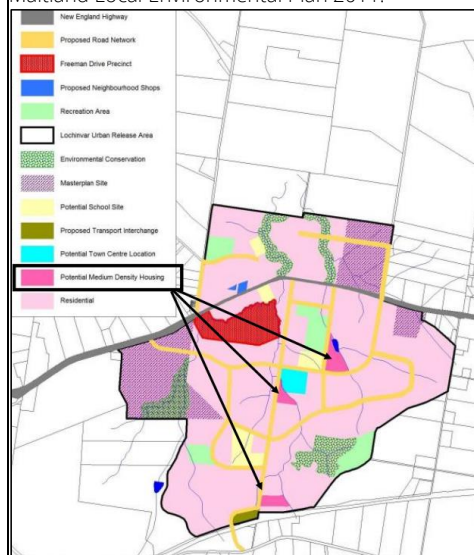 Maitland Local Environmental Plan 2011.
New England Highway
Proposed Road Network
Freeman Drive Precinct
Proposed Neighbourhood Shops
Recreation Area
Lochinvar Urban Release Area
Environmental Conservation
Masterplan Site
Potential School Site
Proposed Transport Interchange
Potential Town Centre Location
Potential Medium Density Housing
Residential